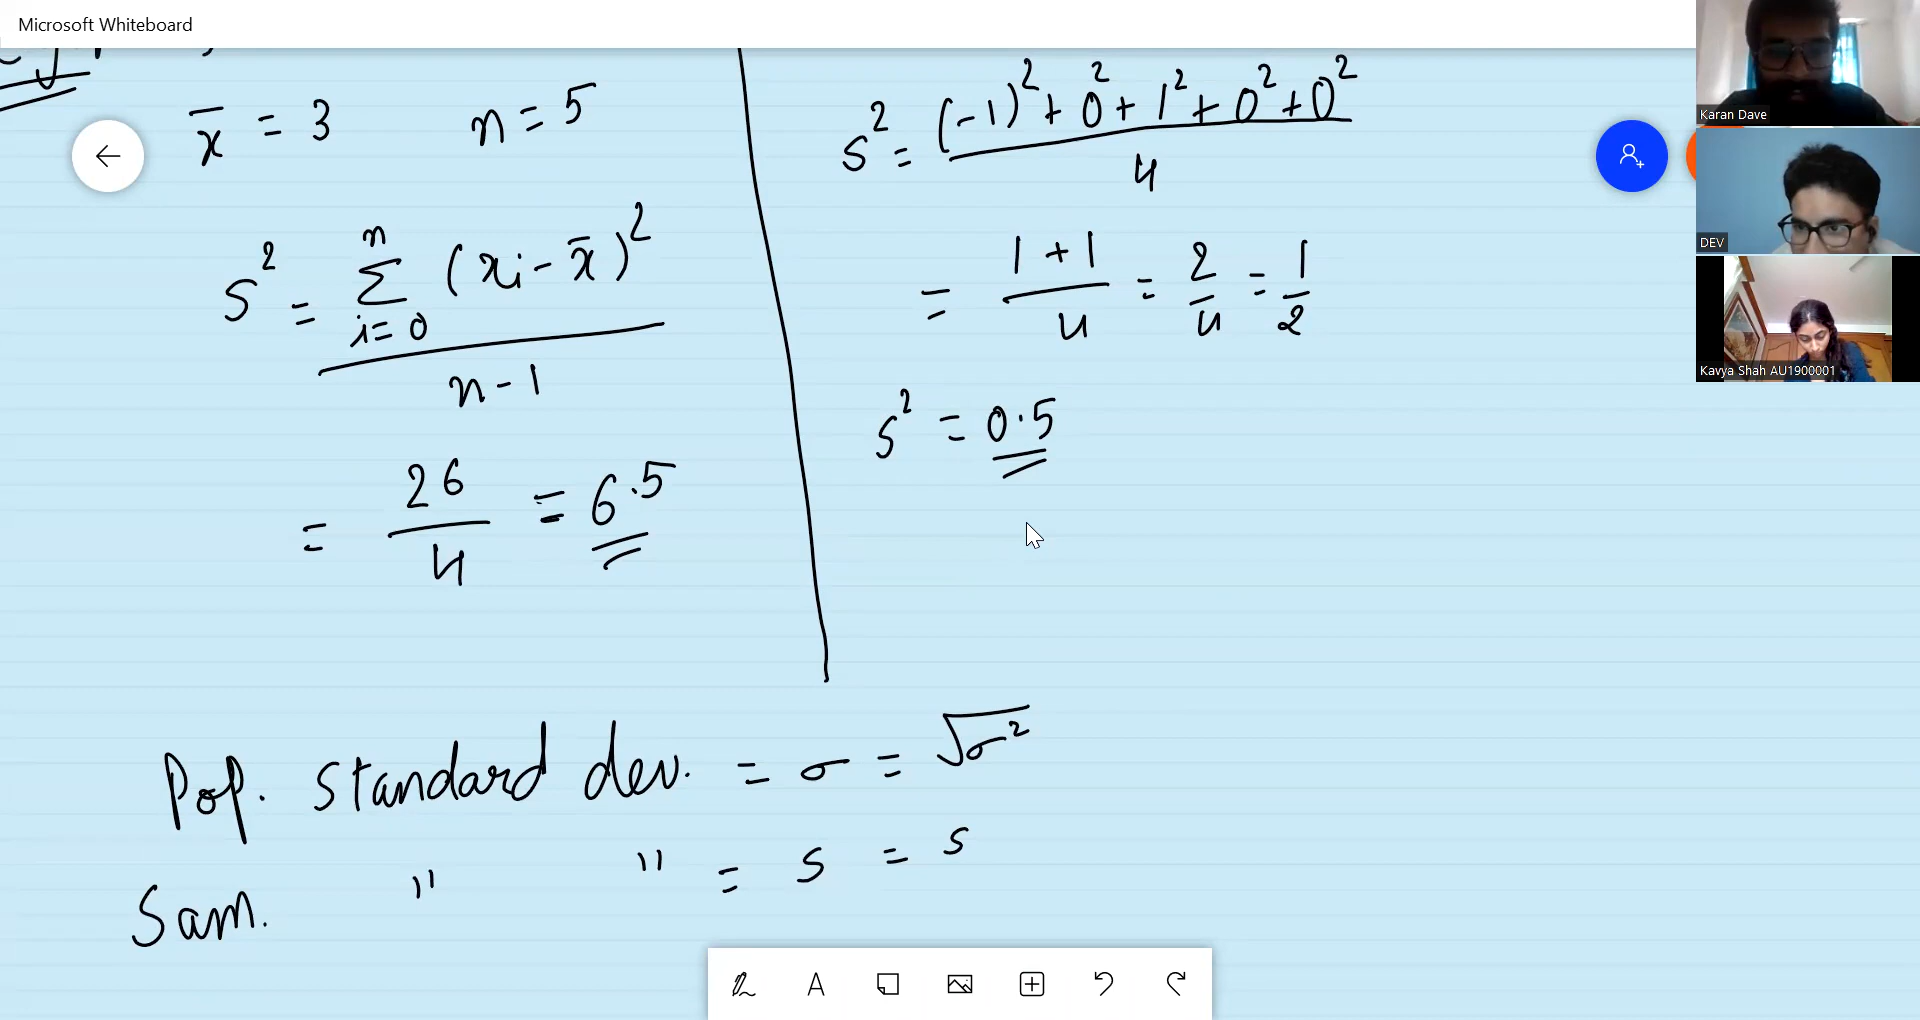 Microsoft Whiteboard
x̄ = 3 n = 5
s² = Σ (i=0 to n) (xi - x̄)² / (n - 1)
= 26/4 = 6.5
s² = ((-1)² + 0² + 1² + 0² + 0²) / 4
= (1 + 1)/4 = 2/4 = 1/2
s² = 0.5
Pop. standard dev. = σ = √σ²
Sam. " " = s = s
Karan Dave
DEV
Kavya Shah AU1900001
A